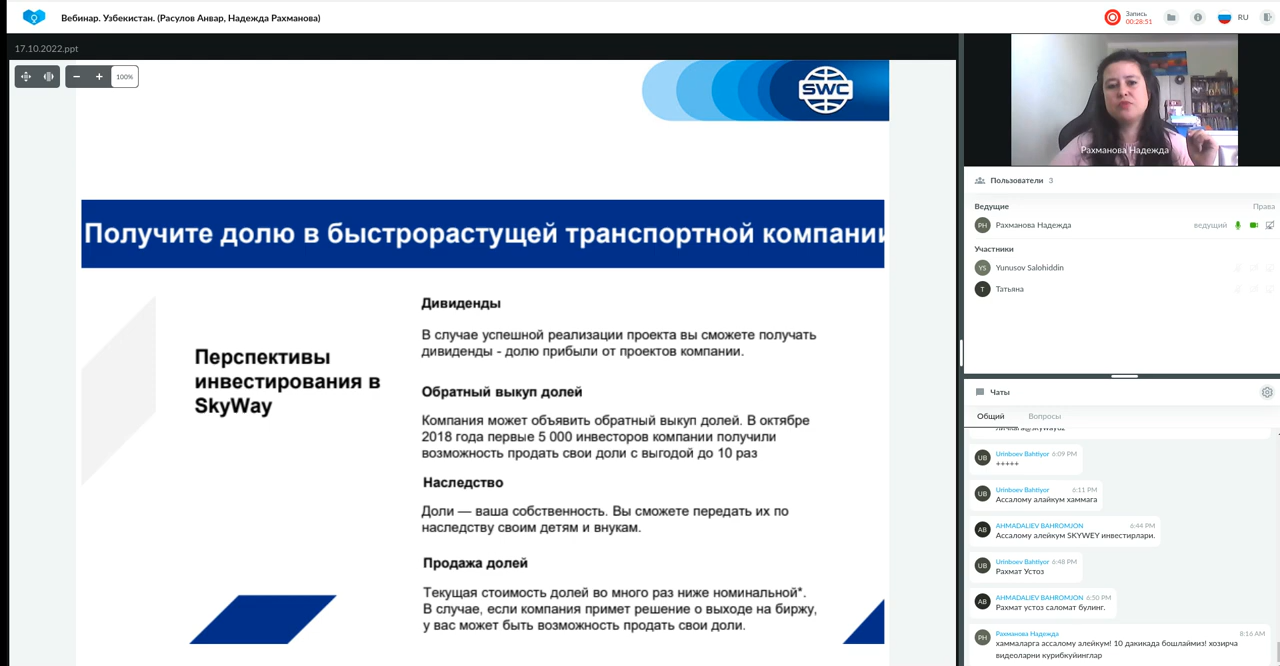 Вебинар. Узбекистан. (Расулов Анвар, Надежда Рахманова)
Запись
00:28:51
RU
17.10.2022.ppt
100%
SWC
Получите долю в быстрорастущей транспортной компании
Перспективы
инвестирования в
SkyWay
Дивиденды
В случае успешной реализации проекта вы сможете получать
дивиденды - долю прибыли от проектов компании.
Обратный выкуп долей
Компания может объявить обратный выкуп долей. В октябре
2018 года первые 5 000 инвесторов компании получили
возможность продать свои доли с выгодой до 10 раз
Наследство
Доли — ваша собственность. Вы сможете передать их по
наследству своим детям и внукам.
Продажа долей
Текущая стоимость долей во много раз ниже номинальной*.
В случае, если компания примет решение о выходе на биржу,
у вас может быть возможность продать свои доли.
Рахманова Надежда
Пользователи 3
Ведущие
Права
PH Рахманова Надежда ведущий
Участники
YS Yunusov Salohiddin
T Татьяна
Чаты
Общий Вопросы
UB Urinboev Bahtiyor 6:09 PM
+++++
UB Urinboev Bahtiyor 6:11 PM
Ассалому алайкум хаммага
AB AHMADALIEV BAHROMJON 6:44 PM
Ассалому алейкум SKYWEY инвестирлари.
UB Urinboev Bahtiyor 6:48 PM
Рахмат Устоз
AB AHMADALIEV BAHROMJON 6:50 PM
Рахмат устоз саломат булинг.
PH Рахманова Надежда 8:16 AM
хаммаларга ассалому алейкум! 10 дакикада бошлаймиз! хозирча
видеоларни курибкуйинглар